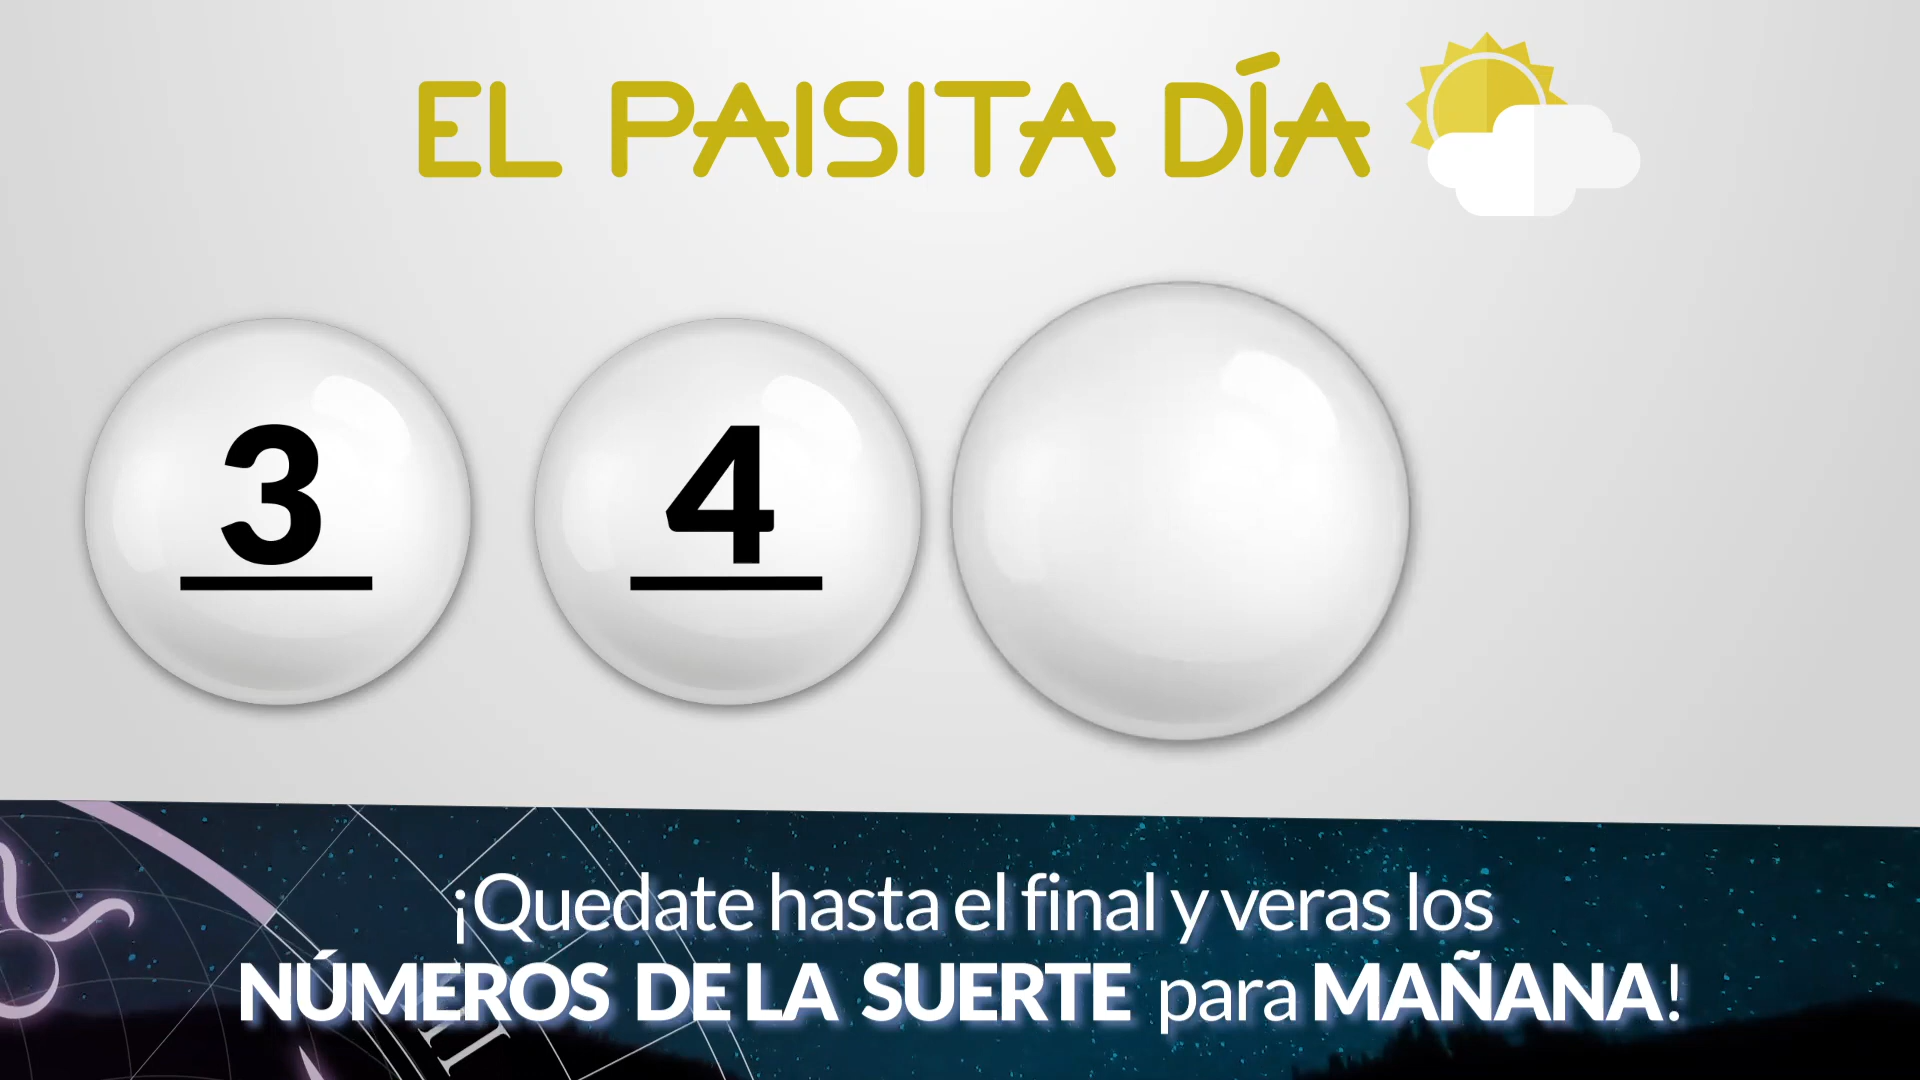 EL PAISITA DÍA
3 4
¡Quedate hasta el final y veras los
NÚMEROS DE LA SUERTE para MAÑANA!